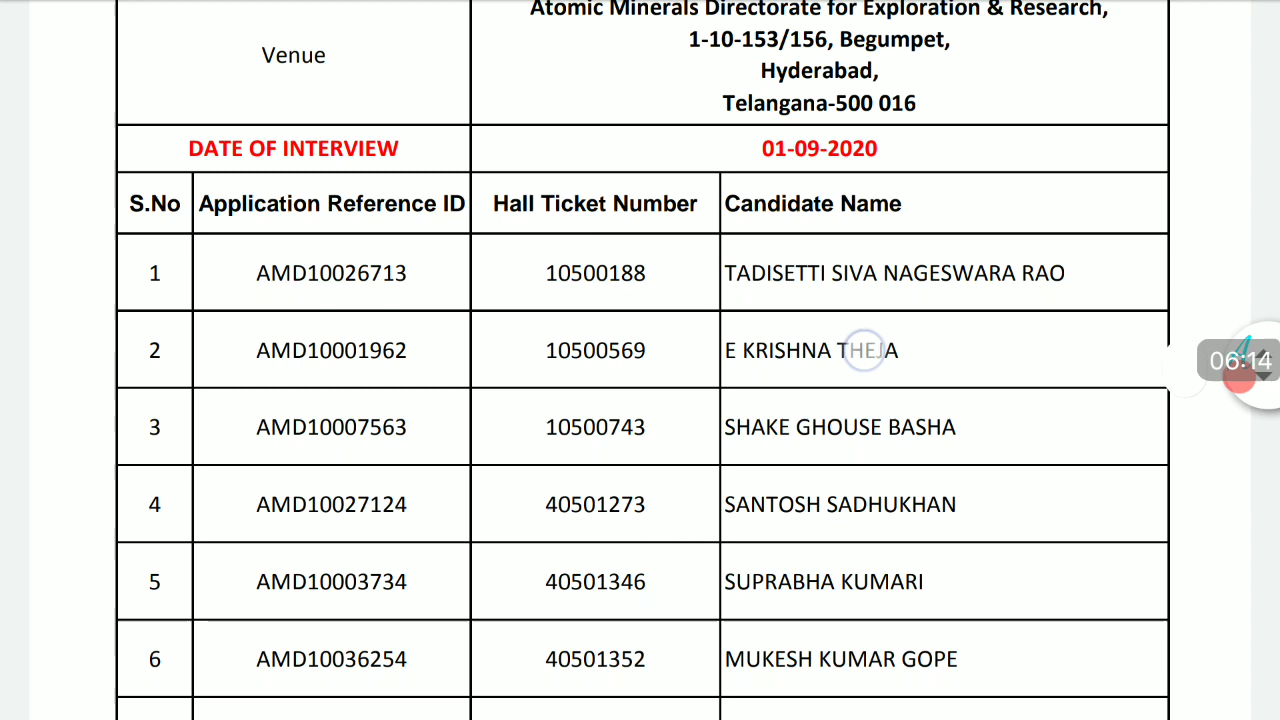 Atomic Minerals Directorate for Exploration & Research,
Venue
1-10-153/156, Begumpet,
Hyderabad,
Telangana-500 016
DATE OF INTERVIEW 01-09-2020
S.No Application Reference ID Hall Ticket Number Candidate Name
1 AMD10026713 10500188 TADISETTI SIVA NAGESWARA RAO
2 AMD10001962 10500569 E KRISHNA THEJA
06:14
3 AMD10007563 10500743 SHAKE GHOUSE BASHA
4 AMD10027124 40501273 SANTOSH SADHUKHAN
5 AMD10003734 40501346 SUPRABHA KUMARI
6 AMD10036254 40501352 MUKESH KUMAR GOPE